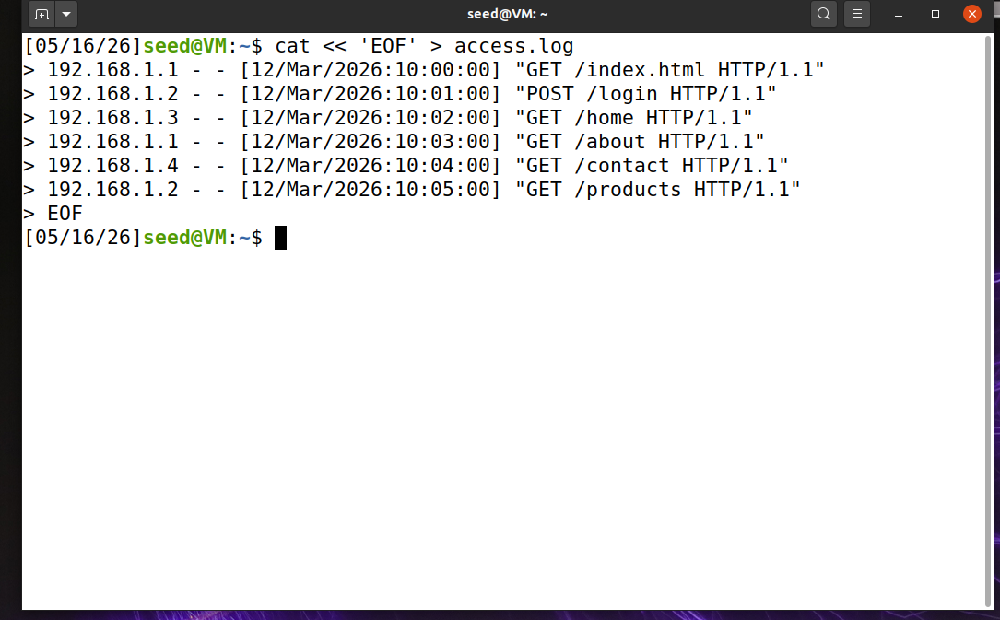 seed@VM: ~
[05/16/26]seed@VM:~$ cat << 'EOF' > access.log
> 192.168.1.1 - - [12/Mar/2026:10:00:00] "GET /index.html HTTP/1.1"
> 192.168.1.2 - - [12/Mar/2026:10:01:00] "POST /login HTTP/1.1"
> 192.168.1.3 - - [12/Mar/2026:10:02:00] "GET /home HTTP/1.1"
> 192.168.1.1 - - [12/Mar/2026:10:03:00] "GET /about HTTP/1.1"
> 192.168.1.4 - - [12/Mar/2026:10:04:00] "GET /contact HTTP/1.1"
> 192.168.1.2 - - [12/Mar/2026:10:05:00] "GET /products HTTP/1.1"
> EOF
[05/16/26]seed@VM:~$